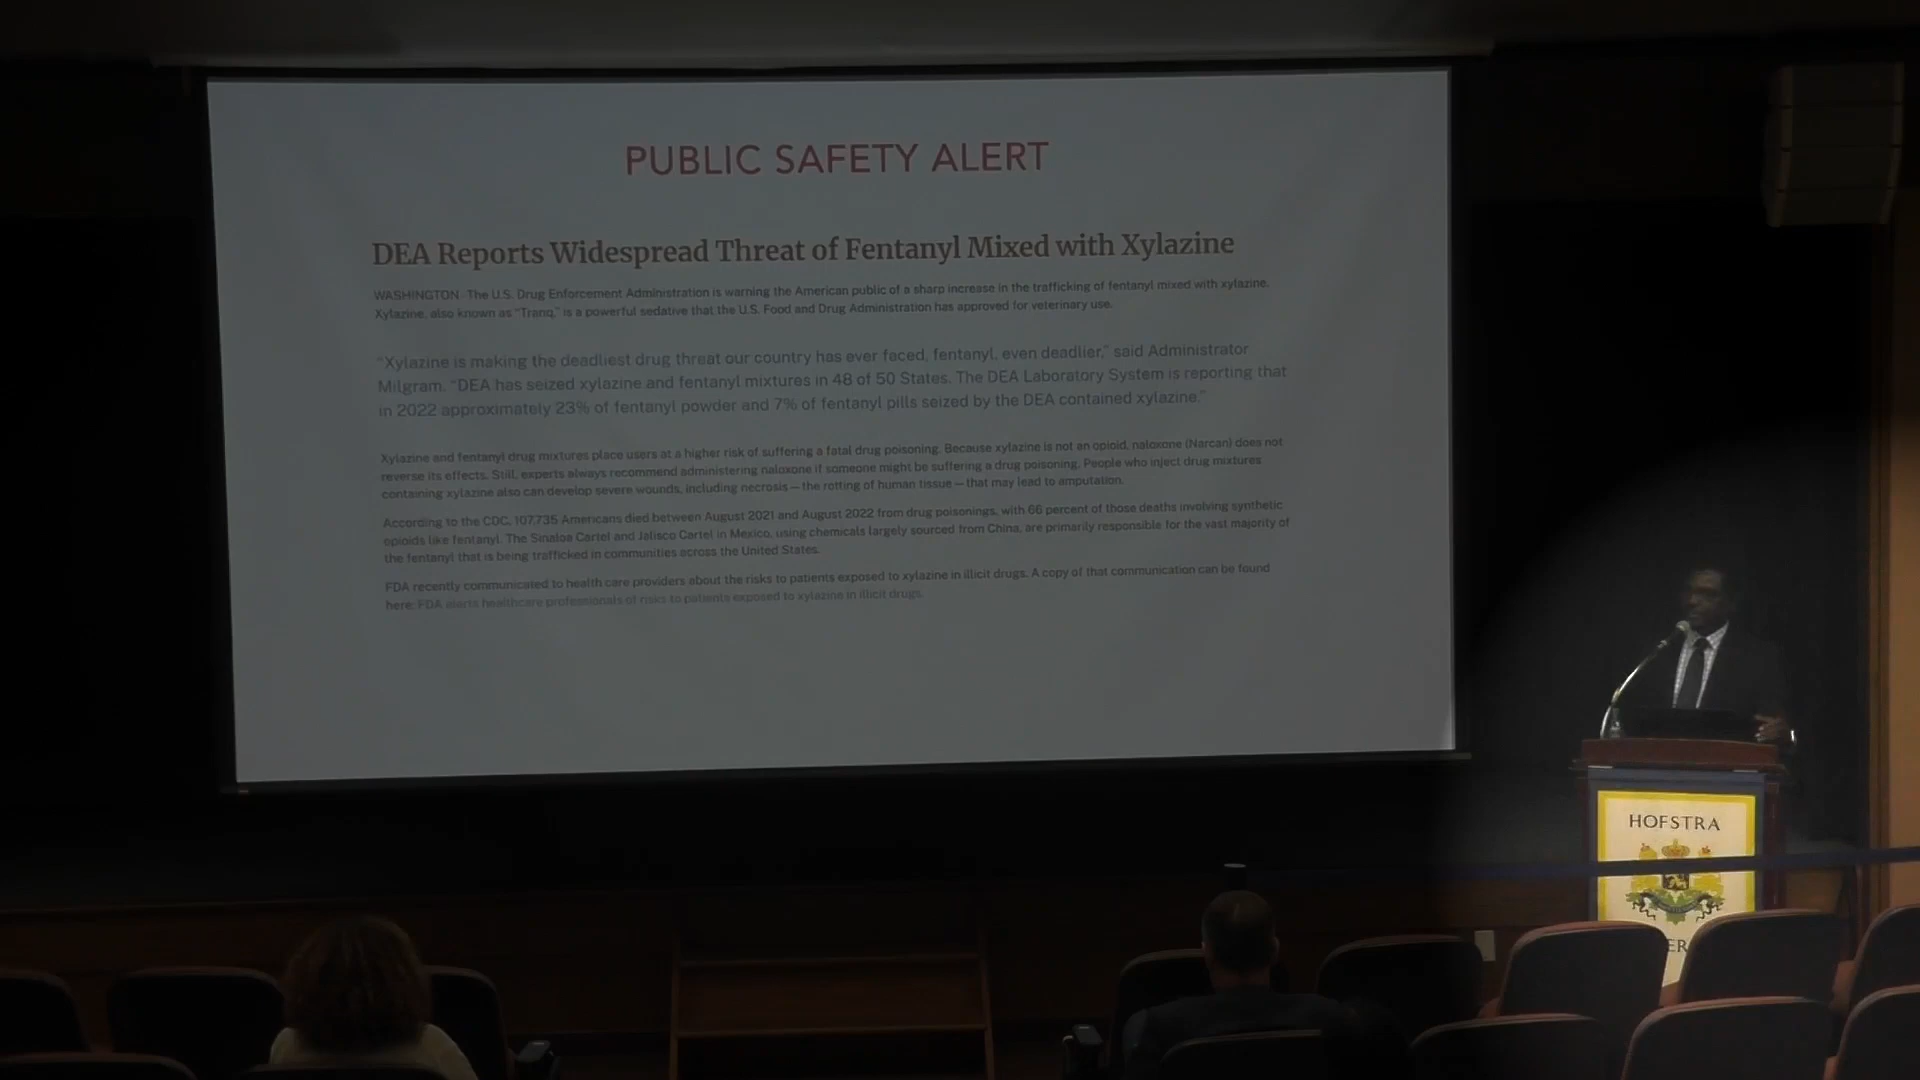 PUBLIC SAFETY ALERT
DEA Reports Widespread Threat of Fentanyl Mixed with Xylazine
WASHINGTON- The U.S. Drug Enforcement Administration is warning the American public of a sharp increase in the trafficking of fentanyl mixed with xylazine.
Xylazine, also known as “Tranq,” is a powerful sedative that the U.S. Food and Drug Administration has approved for veterinary use.
“Xylazine is making the deadliest drug threat our country has ever faced, fentanyl, even deadlier,” said Administrator
Milgram. “DEA has seized xylazine and fentanyl mixtures in 48 of 50 States. The DEA Laboratory System is reporting that
in 2022 approximately 23% of fentanyl powder and 7% of fentanyl pills seized by the DEA contained xylazine.”
Xylazine and fentanyl drug mixtures place users at a higher risk of suffering a fatal drug poisoning. Because xylazine is not an opioid, naloxone (Narcan) does not
reverse its effects. Still, experts always recommend administering naloxone if someone might be suffering a drug poisoning. People who inject drug mixtures
containing xylazine also can develop severe wounds, including necrosis – the rotting of human tissue – that may lead to amputation.
According to the CDC, 107,735 Americans died between August 2021 and August 2022 from drug poisonings, with 66 percent of those deaths involving synthetic
opioids like fentanyl. The Sinaloa Cartel and Jalisco Cartel in Mexico, using chemicals largely sourced from China, are primarily responsible for the vast majority of
the fentanyl that is being trafficked in communities across the United States.
FDA recently communicated to health care providers about the risks to patients exposed to xylazine in illicit drugs. A copy of that communication can be found
here: FDA alerts healthcare professionals of risks to patients exposed to xylazine in illicit drugs.
HOFSTRA
ER